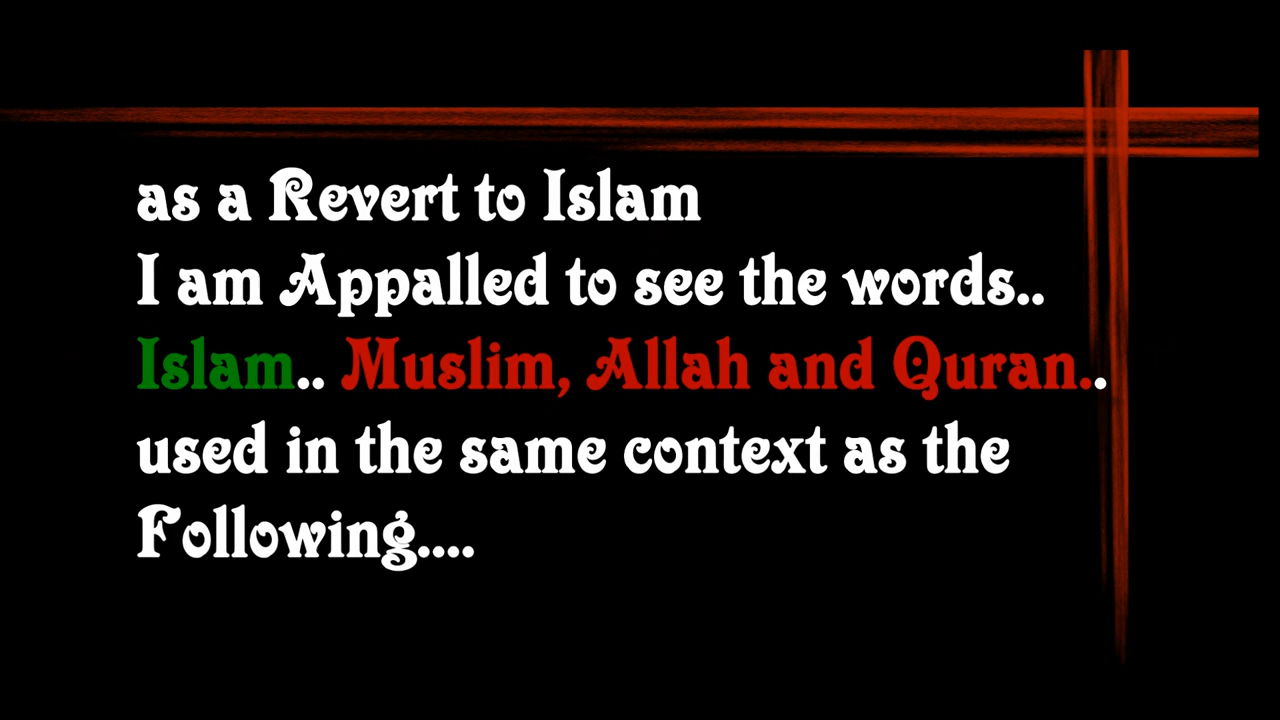 as a Revert to Islam
I am Appalled to see the words..
Islam.. Muslim, Allah and Quran..
used in the same context as the
Following....